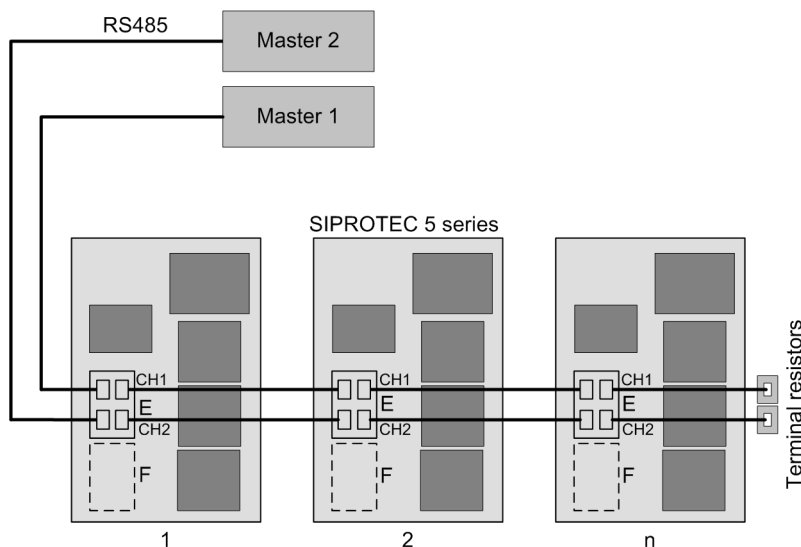 RS485
Master 2
Master 1
SIPROTEC 5 series
CH1
E
CH2
F
CH1
E
CH2
F
CH1
E
CH2
F
Terminal resistors
1
2
n